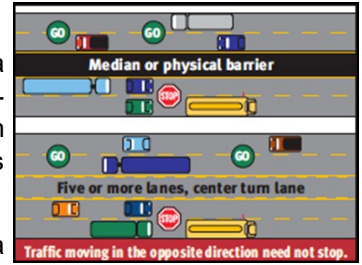 GO GO
Median or physical barrier
STOP
GO GO
Five or more lanes, center turn lane
STOP
Traffic moving in the opposite direction need not stop.